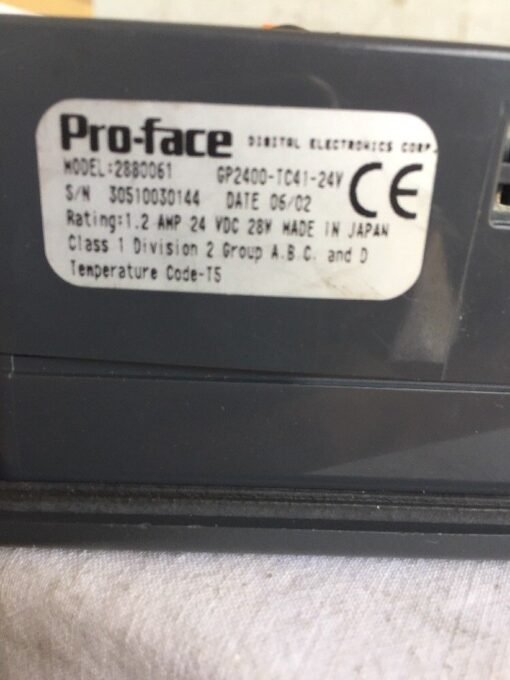 Pro-face DIGITAL ELECTRONICS CORP.
MODEL:2880061 GP2400-TC41-24V
S/N 30510030144 DATE 06/02 CE
Rating:1.2 AMP 24 VDC 28W MADE IN JAPAN
Class 1 Division 2 Group A.B.C. and D
Temperature Code-T5